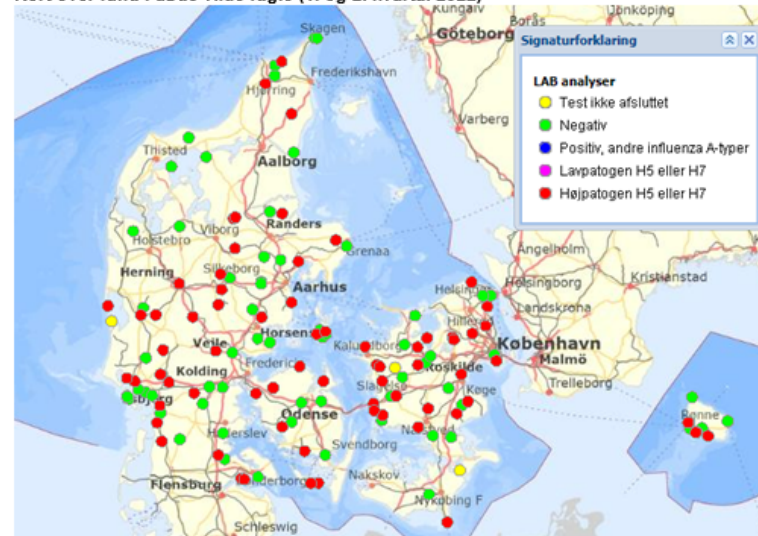 Skagen
Göteborg
Borås
Jönköping
Signaturforklaring
LAB analyser
Test ikke afsluttet
Negativ
Positiv, andre influenza A-typer
Lavpatogen H5 eller H7
Højpatogen H5 eller H7
Frederikshavn
Hjørring
Varberg
Thisted
Aalborg
Viborg
Randers
Holstebro
Grenaa
Ängelholm
Herning
Silkeborg
Helsingborg
Kristianstad
Aarhus
Landskrona
Hillerød
Horsens
Kalundborg
København
Vejle
Malmö
Fredericia
Roskilde
Kolding
Trelleborg
Slagelse
Køge
Esbjerg
Odense
Rønne
Haderslev
Næstved
Svendborg
Nakskov
Flensburg
Sønderborg
Nykøbing F
Schleswig